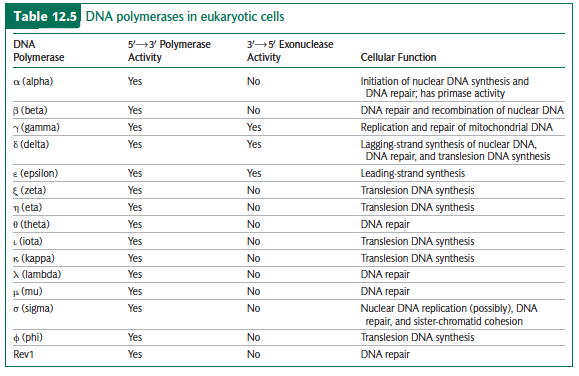 Table 12.5 DNA polymerases in eukaryotic cells
DNA Polymerase 5′→3′ Polymerase Activity 3′→5′ Exonuclease Activity Cellular Function
α (alpha) Yes No Initiation of nuclear DNA synthesis and
DNA repair; has primase activity
β (beta) Yes No DNA repair and recombination of nuclear DNA
γ (gamma) Yes Yes Replication and repair of mitochondrial DNA
δ (delta) Yes Yes Lagging-strand synthesis of nuclear DNA,
DNA repair, and translesion DNA synthesis
ε (epsilon) Yes Yes Leading-strand synthesis
ξ (zeta) Yes No Translesion DNA synthesis
η (eta) Yes No Translesion DNA synthesis
θ (theta) Yes No DNA repair
ι (iota) Yes No Translesion DNA synthesis
κ (kappa) Yes No Translesion DNA synthesis
λ (lambda) Yes No DNA repair
μ (mu) Yes No DNA repair
σ (sigma) Yes No Nuclear DNA replication (possibly), DNA
repair, and sister-chromatid cohesion
ϕ (phi) Yes No Translesion DNA synthesis
Rev1 Yes No DNA repair